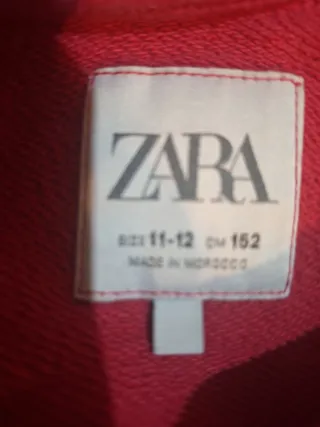 ZARA
SIZE 11-12 CM 152
MADE IN MOROCCO